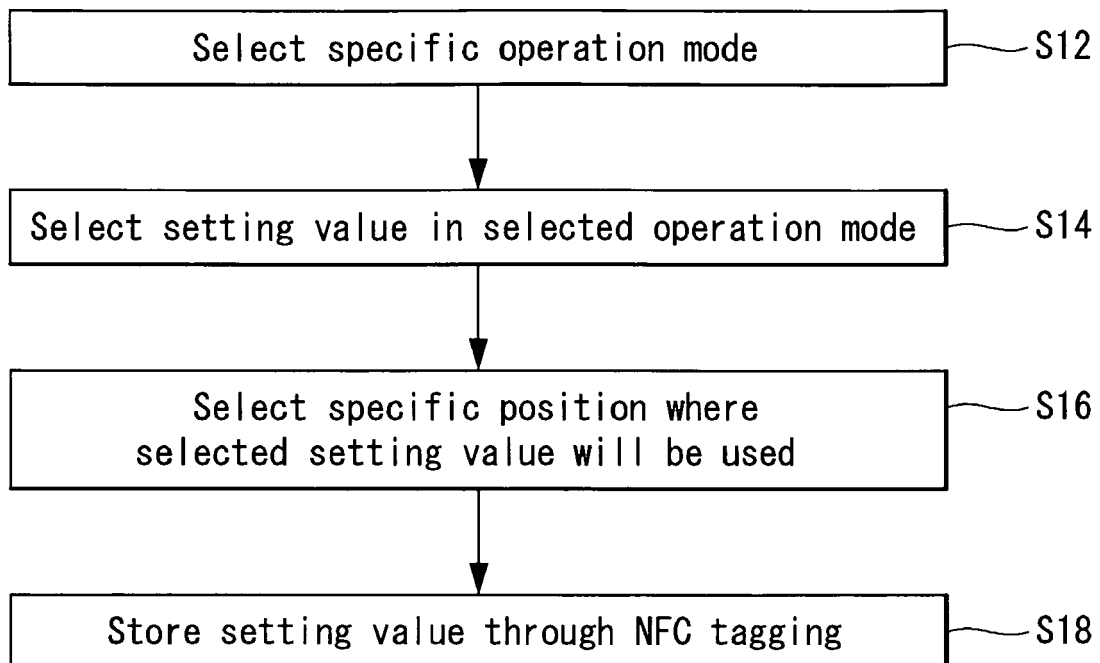 Select specific operation mode
S12
Select setting value in selected operation mode
S14
Select specific position where
selected setting value will be used
S16
Store setting value through NFC tagging
S18